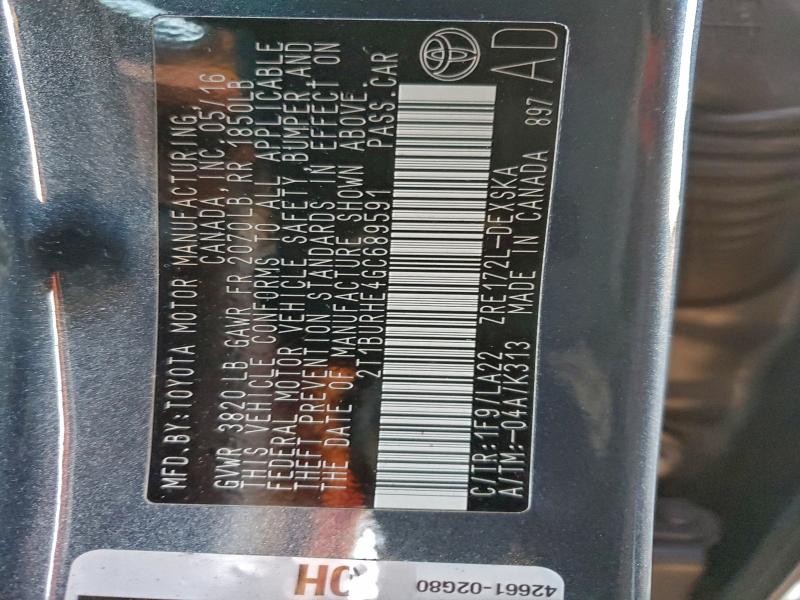 MFD.BY:TOYOTA MOTOR MANUFACTURING,
CANADA, INC. 05/16
GVWR 3820 LB GAWR FR 2070LB, RR 1850LB
THIS VEHICLE CONFORMS TO ALL APPLICABLE
FEDERAL MOTOR VEHICLE SAFETY, BUMPER, AND
THEFT PREVENTION STANDARDS IN EFFECT ON
THE DATE OF MANUFACTURE SHOWN ABOVE.
2T1BURHE4GC689591 PASS. CAR
C/TR:1F9/LA22 ZRE172L-DEXSKA
A/TM:-04A/K313 MADE IN CANADA 897
AD
42661-02G80